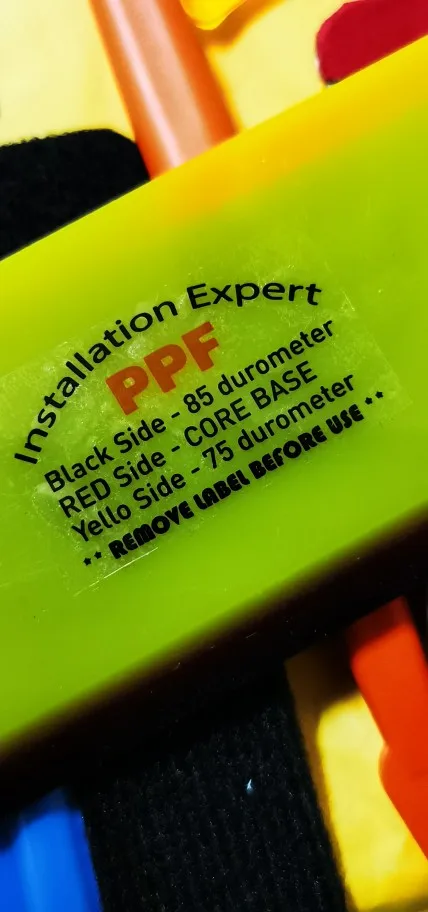 Installation Expert
PPF
Black Side - 85 durometer
RED Side - CORE BASE
Yello Side - 75 durometer
** REMOVE LABEL BEFORE USE **